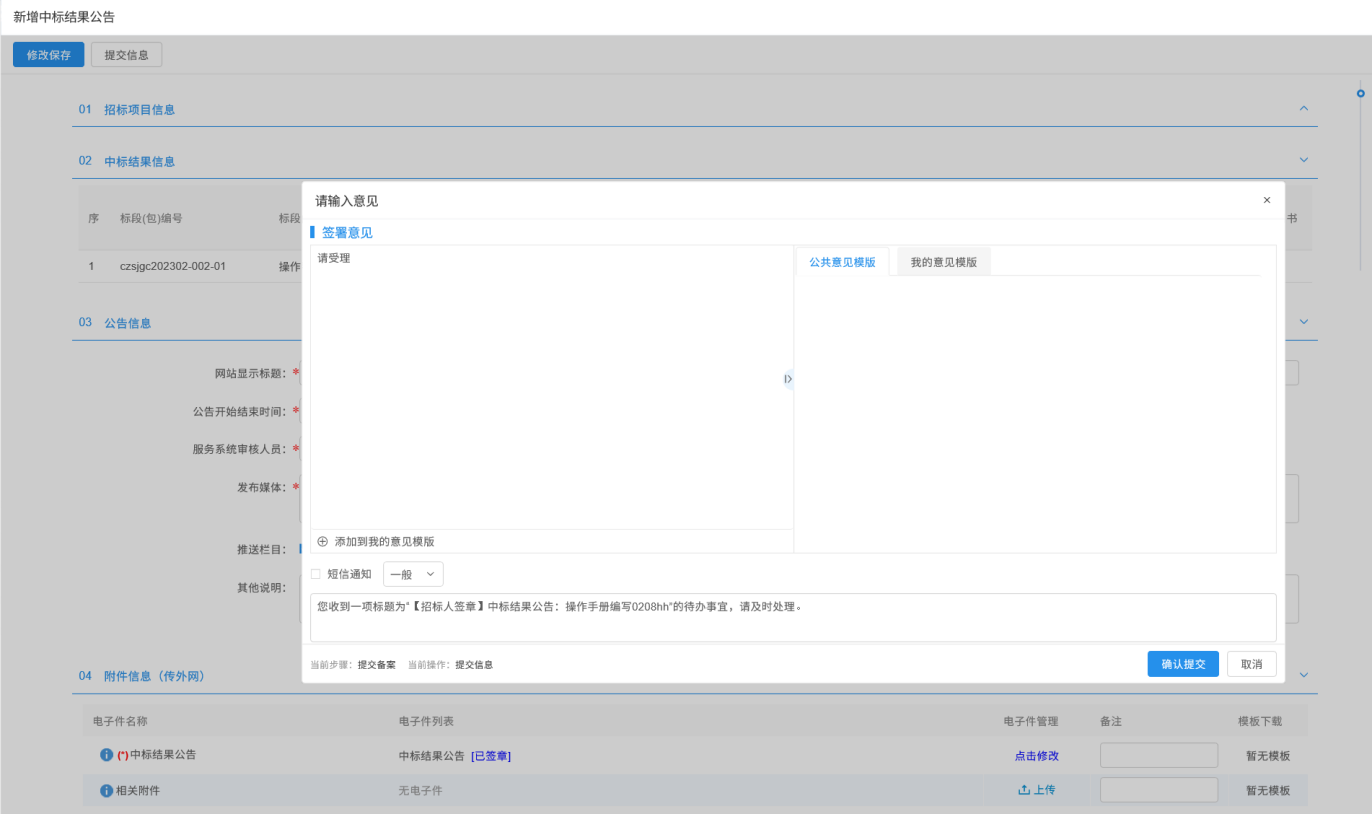 新增中标结果公告
修改保存 提交信息
01 招标项目信息
02 中标结果信息
序 标段(包)编号 标段 书
1 czsjgc202302-002-01 操作
03 公告信息
网站显示标题：*
公告开始结束时间：*
服务系统审核人员：*
发布媒体：*
推送栏目：
其他说明：
请输入意见 ×
签署意见
请受理
公共意见模版 我的意见模版
添加到我的意见模版
短信通知 一般
您收到一项标题为“【招标人签章】中标结果公告：操作手册编写0208hh”的待办事宜，请及时处理。
当前步骤：提交备案 当前操作：提交信息 确认提交 取消
04 附件信息（传外网）
电子件名称 电子件列表 电子件管理 备注 模板下载
(*)中标结果公告 中标结果公告 [已签章] 点击修改 暂无模板
相关附件 无电子件 上传 暂无模板